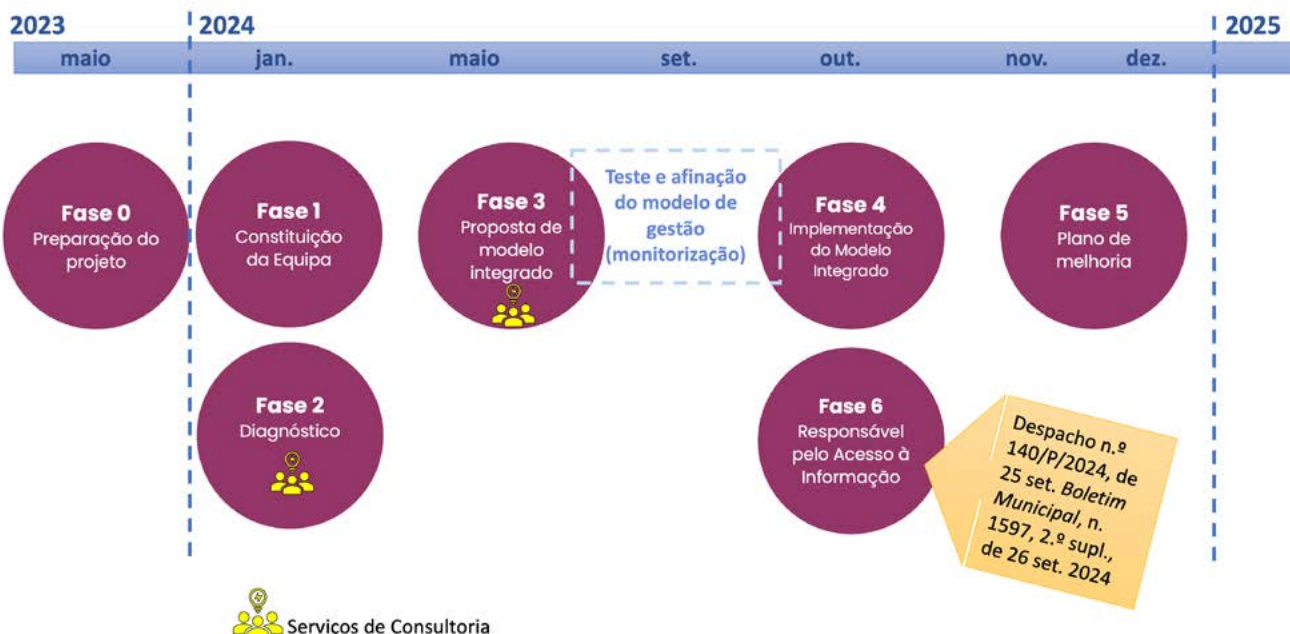 2023
2024
2025
maio
jan.
maio
set.
out.
nov.
dez.
Fase 0
Preparação do
projeto
Fase 1
Constituição
da Equipa
Fase 3
Proposta de
modelo
integrado
Teste e afinação
do modelo de
gestão
(monitorização)
Fase 4
Implementação
do Modelo
Integrado
Fase 5
Plano de
melhoria
Fase 2
Diagnóstico
Fase 6
Responsável
pelo Acesso à
Informação
Despacho n.º
140/P/2024, de
25 set. Boletim
Municipal, n.
1597, 2.º supl.,
de 26 set. 2024
Serviços de Consultoria